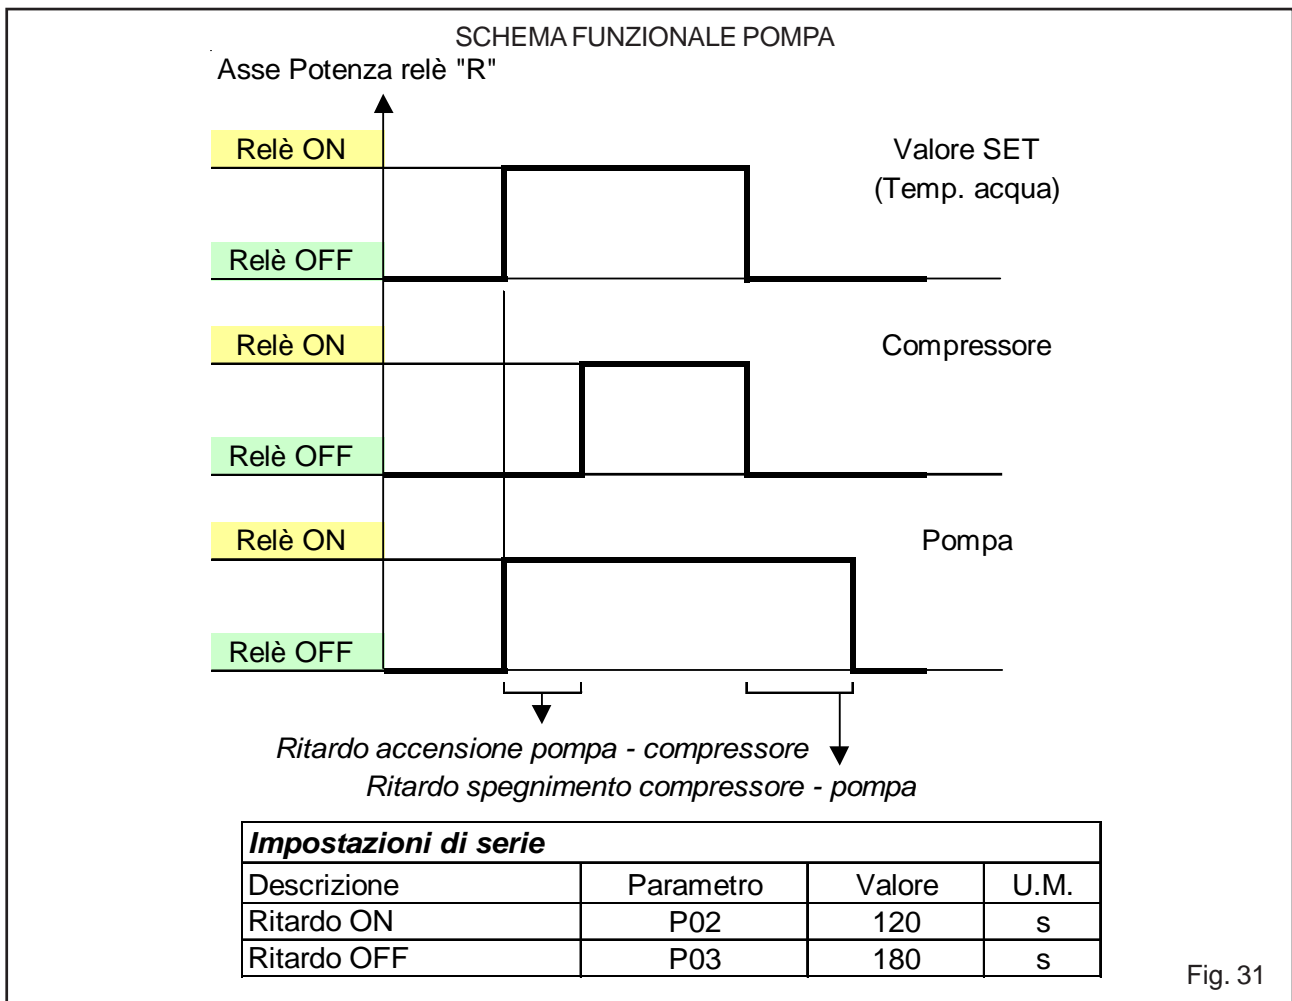 SCHEMA FUNZIONALE POMPA
Asse Potenza relè "R"
Relè ON
Valore SET
(Temp. acqua)
Relè OFF
Relè ON
Compressore
Relè OFF
Relè ON
Pompa
Relè OFF
Ritardo accensione pompa - compressore
Ritardo spegnimento compressore - pompa
Impostazioni di serie
Descrizione Parametro Valore U.M.
Ritardo ON P02 120 s
Ritardo OFF P03 180 s
Fig. 31